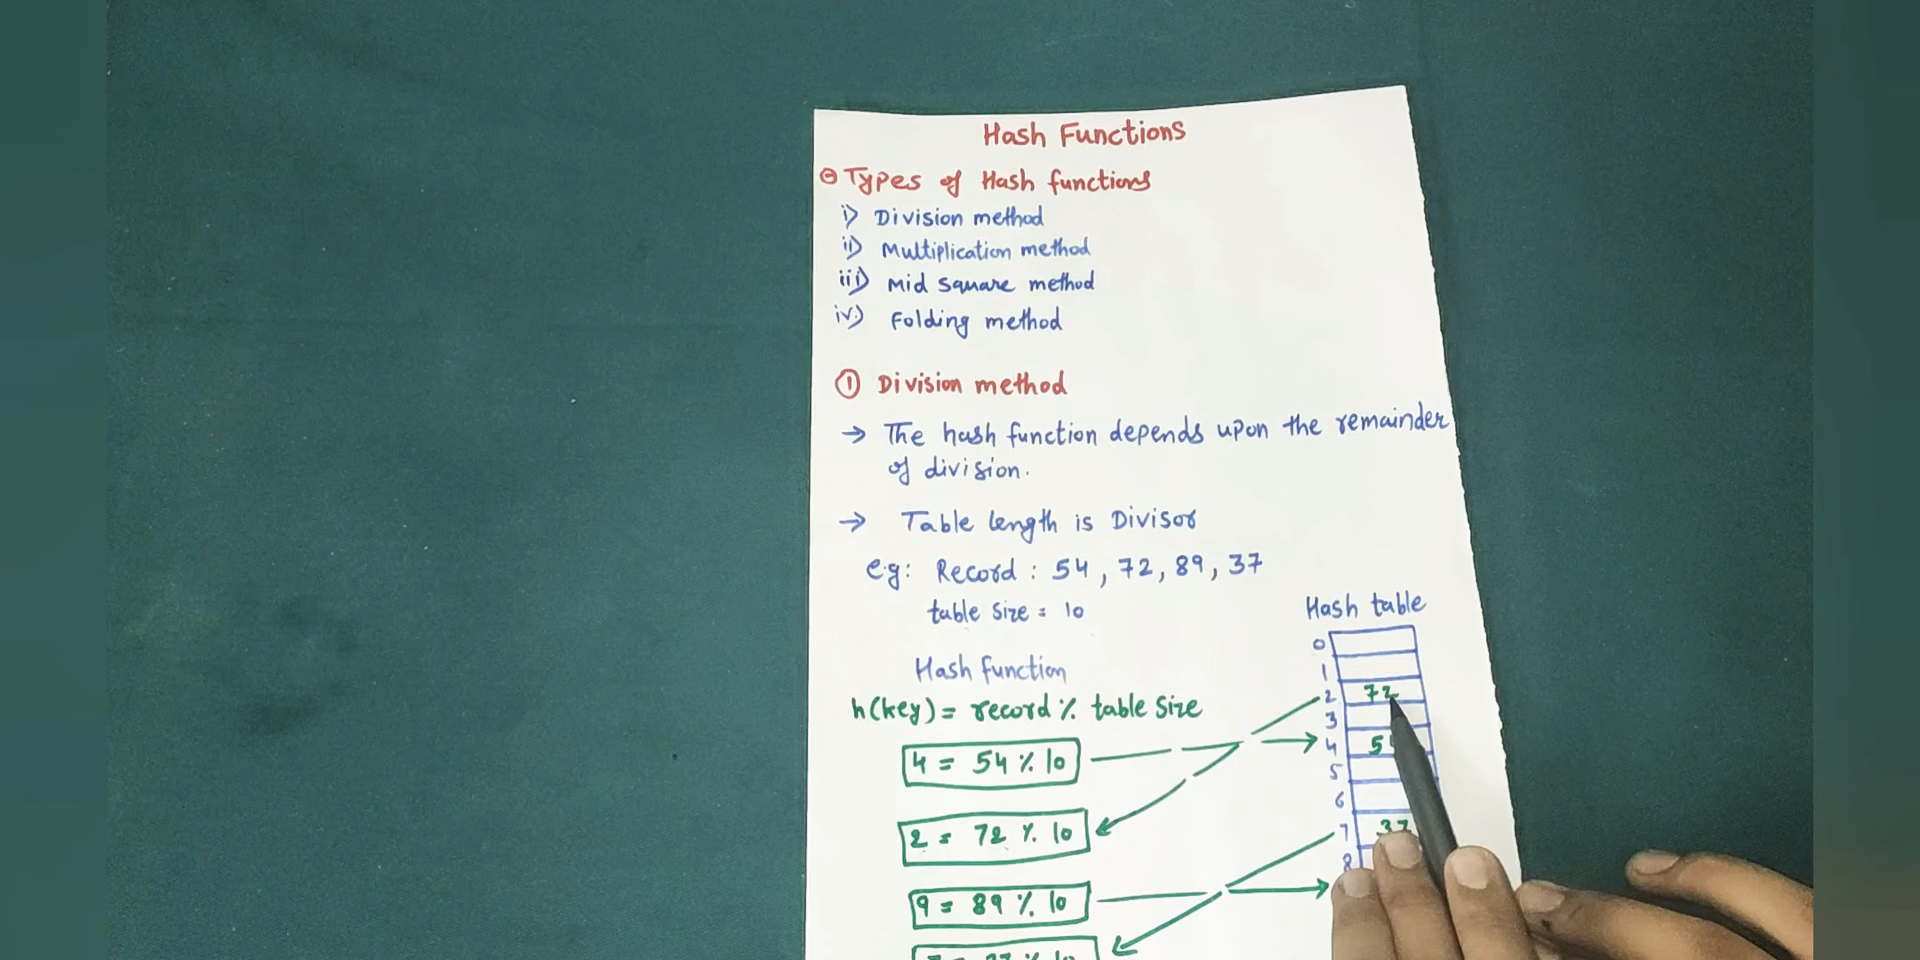 Hash Functions
Types of Hash functions
i) Division method
ii) Multiplication method
iii) Mid Square method
iv) Folding method
① Division method
→ The hash function depends upon the remainder
of division.
→ Table length is Divisor
e.g: Record : 54, 72, 89, 37
table size = 10
Hash table
0
1
Hash function
2 72
h(key) = record % table size
3
4 = 54 % 10
4 5
5
6
2 = 72 % 10
7 37
8
9 = 89 % 10